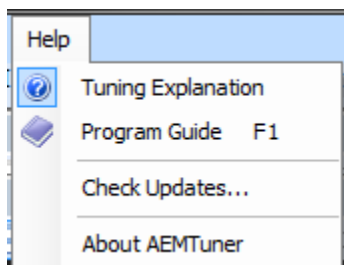 Help
Tuning Explanation
Program Guide F1
Check Updates...
About AEMTuner